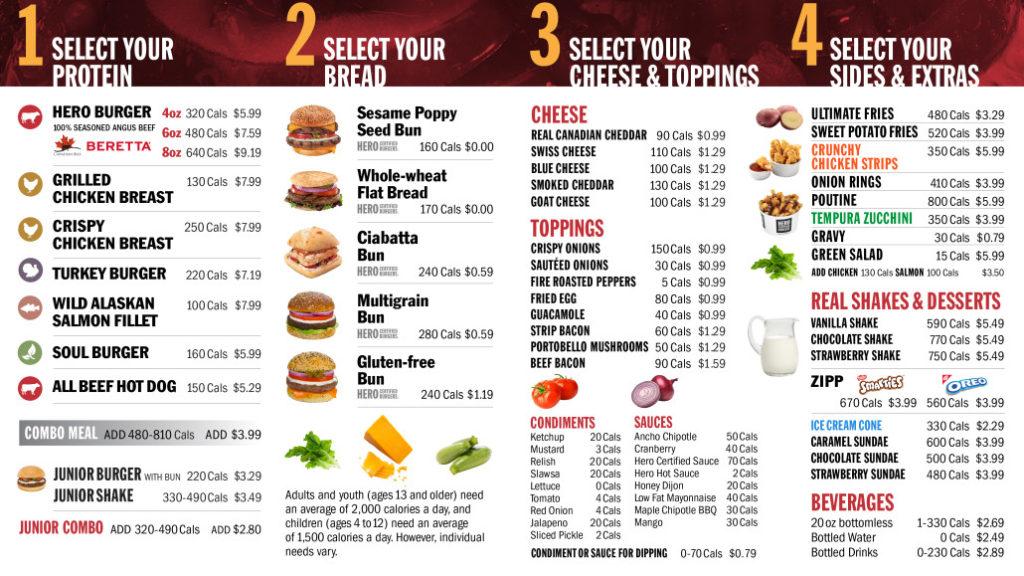 1 SELECT YOUR
PROTEIN
HERO BURGER 4oz 320 Cals $5.99
100% SEASONED ANGUS BEEF 6oz 480 Cals $7.59
BERETTA 8oz 640 Cals $9.19
GRILLED
CHICKEN BREAST 130 Cals $7.99
CRISPY
CHICKEN BREAST 250 Cals $7.99
TURKEY BURGER 220 Cals $7.19
WILD ALASKAN
SALMON FILLET 100 Cals $7.99
SOUL BURGER 160 Cals $5.99
ALL BEEF HOT DOG 150 Cals $5.29
COMBO MEAL ADD 480-810 Cals ADD $3.99
JUNIOR BURGER WITH BUN 220 Cals $3.29
JUNIOR SHAKE 330-490 Cals $3.49
JUNIOR COMBO ADD 320-490 Cals ADD $2.80
2 SELECT YOUR
BREAD
Sesame Poppy
Seed Bun
HERO CERTIFIED BURGERS 160 Cals $0.00
Whole-wheat
Flat Bread
HERO CERTIFIED BURGERS 170 Cals $0.00
Ciabatta
Bun
HERO CERTIFIED BURGERS 240 Cals $0.59
Multigrain
Bun
HERO CERTIFIED BURGERS 280 Cals $0.59
Gluten-free
Bun
HERO CERTIFIED BURGERS 240 Cals $1.19
Adults and youth (ages 13 and older) need
an average of 2,000 calories a day, and
children (ages 4 to 12) need an average
of 1,500 calories a day. However, individual
needs vary.
3 SELECT YOUR
CHEESE & TOPPINGS
CHEESE
REAL CANADIAN CHEDDAR 90 Cals $0.99
SWISS CHEESE 110 Cals $1.29
BLUE CHEESE 100 Cals $1.29
SMOKED CHEDDAR 130 Cals $1.29
GOAT CHEESE 100 Cals $1.29
TOPPINGS
CRISPY ONIONS 150 Cals $0.99
SAUTÉED ONIONS 30 Cals $0.99
FIRE ROASTED PEPPERS 5 Cals $0.99
FRIED EGG 80 Cals $0.99
GUACAMOLE 40 Cals $0.99
STRIP BACON 60 Cals $1.29
PORTOBELLO MUSHROOMS 50 Cals $1.29
BEEF BACON 90 Cals $1.59
CONDIMENTS
Ketchup 20 Cals
Mustard 3 Cals
Relish 20 Cals
Slawsa 20 Cals
Lettuce 0 Cals
Tomato 4 Cals
Red Onion 4 Cals
Jalapeno 20 Cals
Sliced Pickle 2 Cals
SAUCES
Ancho Chipotle 50 Cals
Cranberry 40 Cals
Hero Certified Sauce 70 Cals
Hero Hot Sauce 2 Cals
Honey Dijon 20 Cals
Low Fat Mayonnaise 40 Cals
Maple Chipotle BBQ 30 Cals
Mango 30 Cals
CONDIMENT OR SAUCE FOR DIPPING 0-70 Cals $0.79
4 SELECT YOUR
SIDES & EXTRAS
ULTIMATE FRIES 480 Cals $3.29
SWEET POTATO FRIES 520 Cals $3.99
CRUNCHY
CHICKEN STRIPS 350 Cals $5.99
ONION RINGS 410 Cals $3.99
POUTINE 800 Cals $5.99
TEMPURA ZUCCHINI 350 Cals $3.99
GRAVY 30 Cals $0.79
GREEN SALAD 15 Cals $5.99
ADD CHICKEN 130 Cals SALMON 100 Cals $3.50
REAL SHAKES & DESSERTS
VANILLA SHAKE 590 Cals $5.49
CHOCOLATE SHAKE 770 Cals $5.49
STRAWBERRY SHAKE 750 Cals $5.49
ZIPP SMARTIES OREO
670 Cals $3.99 560 Cals $3.99
ICE CREAM CONE 330 Cals $2.29
CARAMEL SUNDAE 600 Cals $3.99
CHOCOLATE SUNDAE 500 Cals $3.99
STRAWBERRY SUNDAE 480 Cals $3.99
BEVERAGES
20 oz bottomless 1-330 Cals $2.69
Bottled Water 0 Cals $2.49
Bottled Drinks 0-230 Cals $2.89